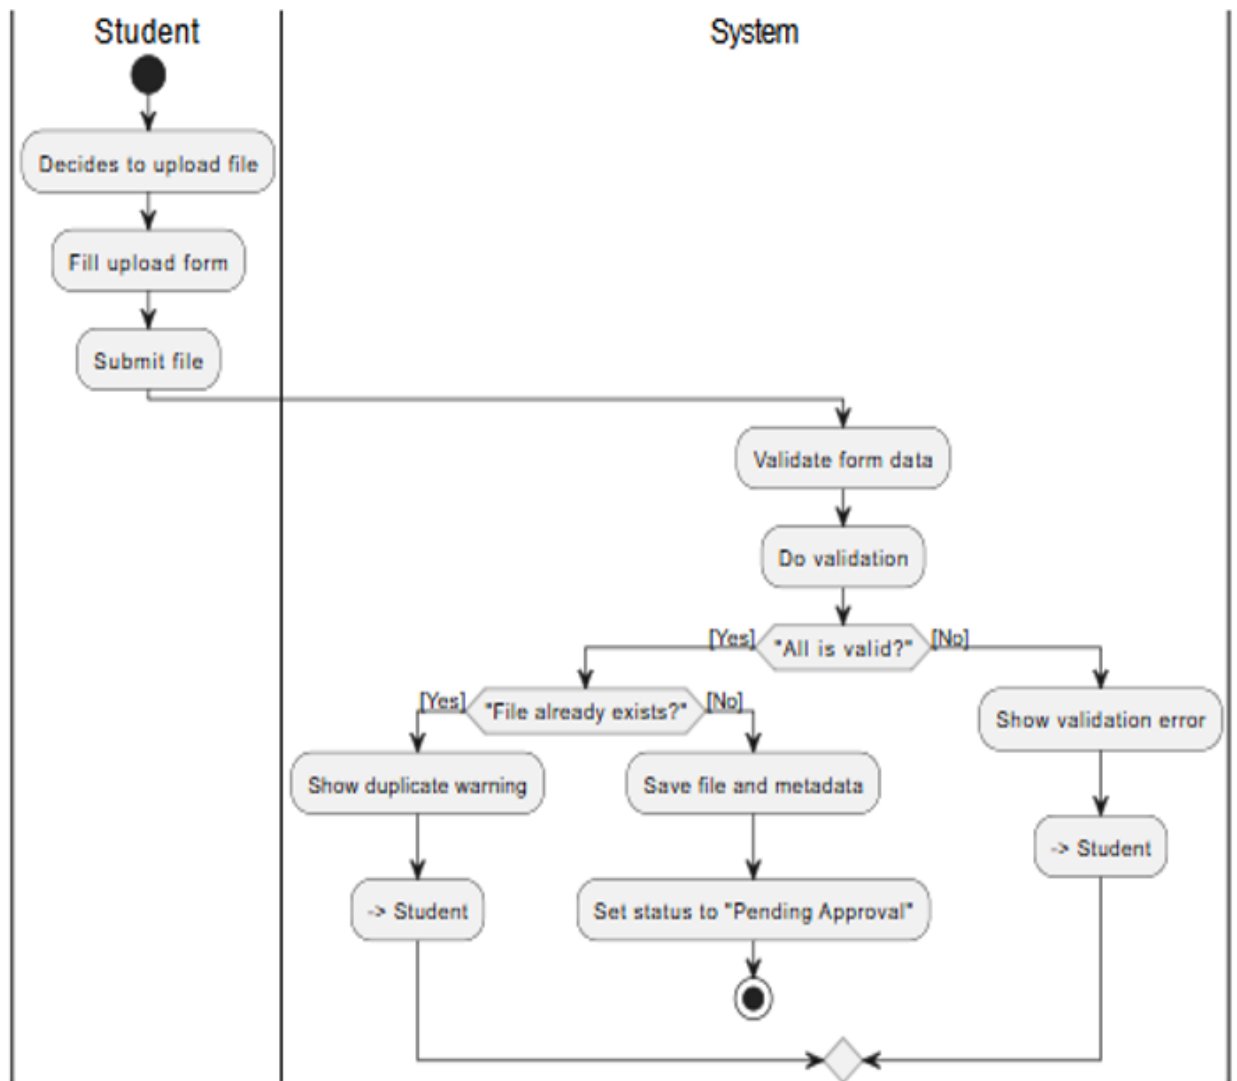 Student
System
Decides to upload file
Fill upload form
Submit file
Validate form data
Do validation
[Yes]
"All is valid?"
[No]
[Yes]
"File already exists?"
[No]
Show validation error
Show duplicate warning
Save file and metadata
-> Student
-> Student
Set status to "Pending Approval"